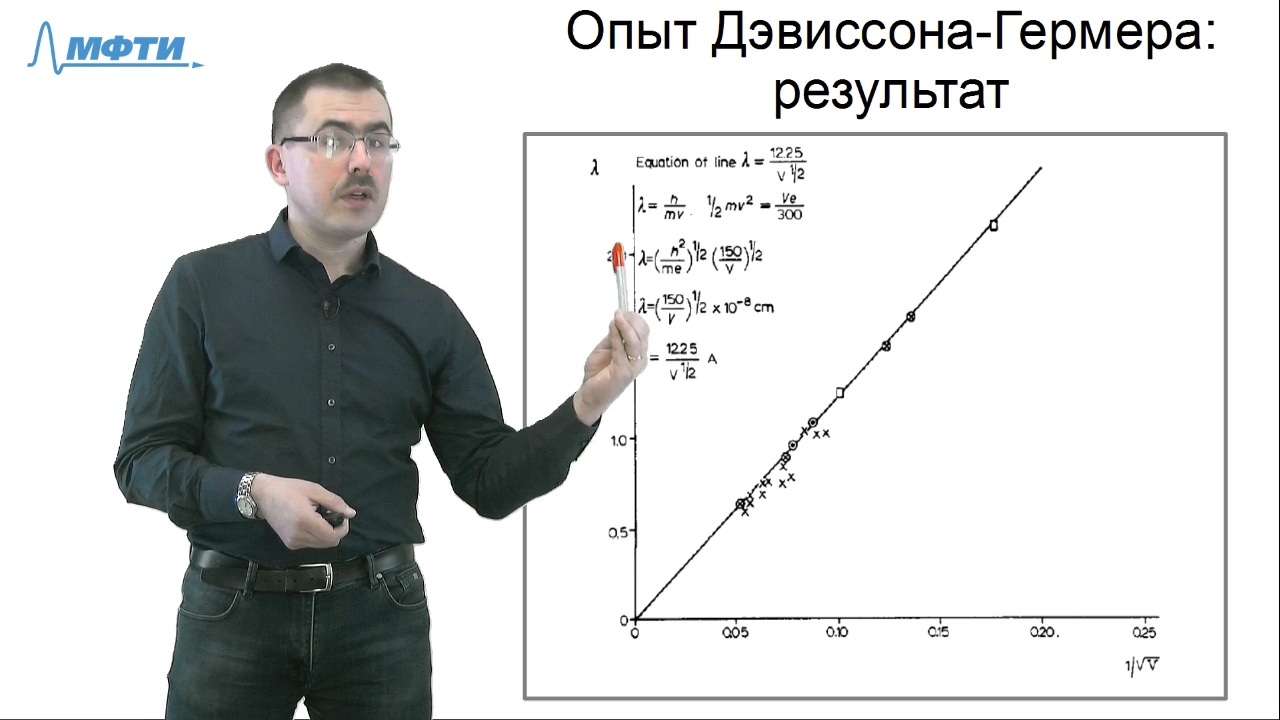 МФТИ
Опыт Дэвиссона-Гермера:
результат
λ
Equation of line λ = 12.25 / V^1/2
λ = h/mv. 1/2 mv² = Ve/300
λ=(h²/me)^1/2 (150/V)^1/2
λ=(150/V)^1/2 x 10⁻⁸ cm
= 12.25 / V^1/2 A
1.0
0.5
0
0 0.05 0.10 0.15 0.20. 0.25
1/√V